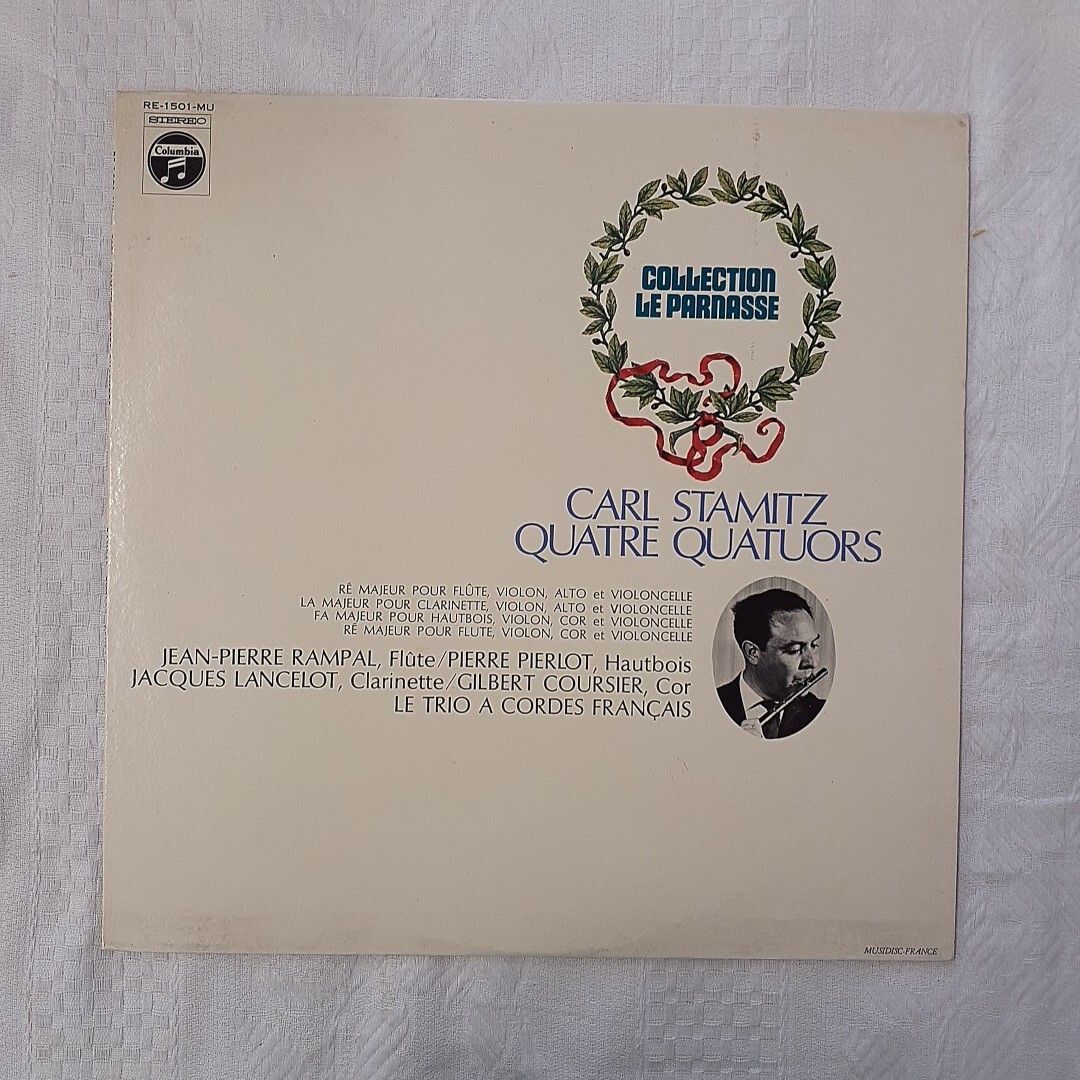 RE-1501-MU
STEREO
Columbia
COLLECTION
LE PARNASSE
CARL STAMITZ
QUATRE QUATUORS
RÉ MAJEUR POUR FLÛTE, VIOLON, ALTO et VIOLONCELLE
LA MAJEUR POUR CLARINETTE, VIOLON, ALTO et VIOLONCELLE
FA MAJEUR POUR HAUTBOIS, VIOLON, COR et VIOLONCELLE
RÉ MAJEUR POUR FLUTE, VIOLON, COR et VIOLONCELLE
JEAN-PIERRE RAMPAL, Flûte/PIERRE PIERLOT, Hautbois
JACQUES LANCELOT, Clarinette/GILBERT COURSIER, Cor
LE TRIO A CORDES FRANÇAIS
MUSIDISC-FRANCE